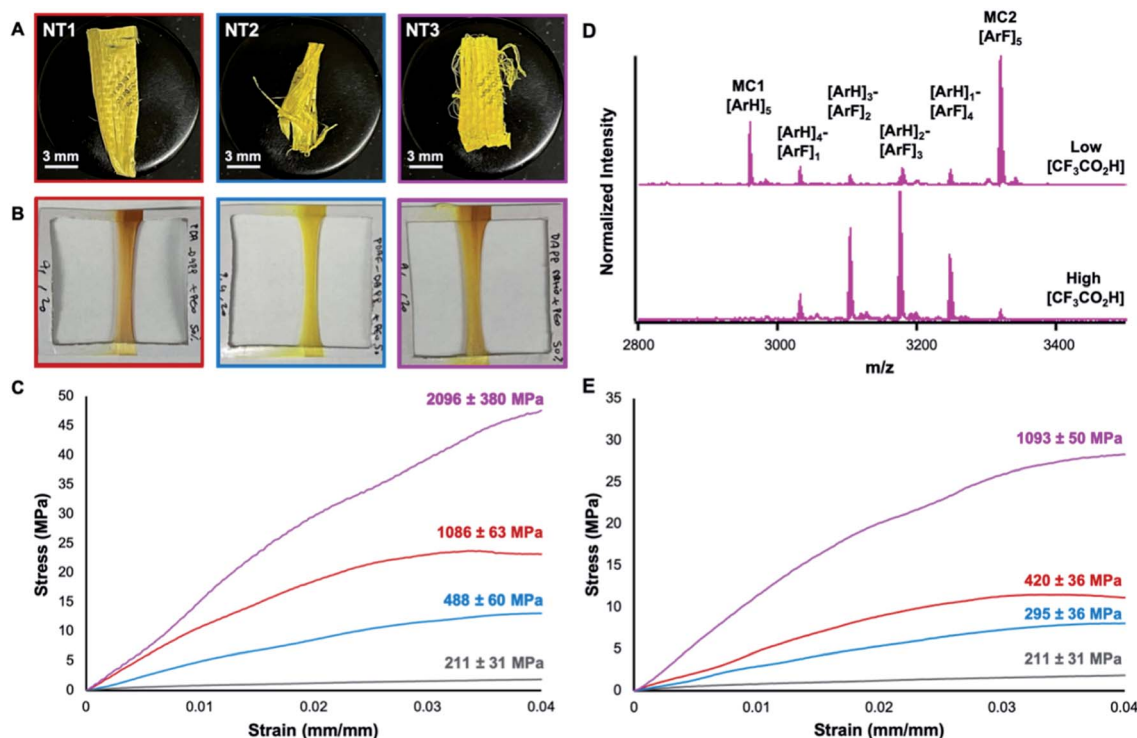 A
NT1
3 mm
NT2
3 mm
NT3
3 mm
B
C
50
45
40
35
30
25
20
15
10
5
0
Stress (MPa)
2096 ± 380 MPa
1086 ± 63 MPa
488 ± 60 MPa
211 ± 31 MPa
0
0.01
0.02
0.03
0.04
Strain (mm/mm)
D
Normalized Intensity
MC1
[ArH]₅
[ArH]₄-
[ArF]₁
[ArH]₃-
[ArF]₂
[ArH]₂-
[ArF]₃
[ArH]₁-
[ArF]₄
MC2
[ArF]₅
Low
[CF₃CO₂H]
High
[CF₃CO₂H]
2800
3000
3200
3400
m/z
E
35
30
25
20
15
10
5
0
Stress (MPa)
1093 ± 50 MPa
420 ± 36 MPa
295 ± 36 MPa
211 ± 31 MPa
0
0.01
0.02
0.03
0.04
Strain (mm/mm)